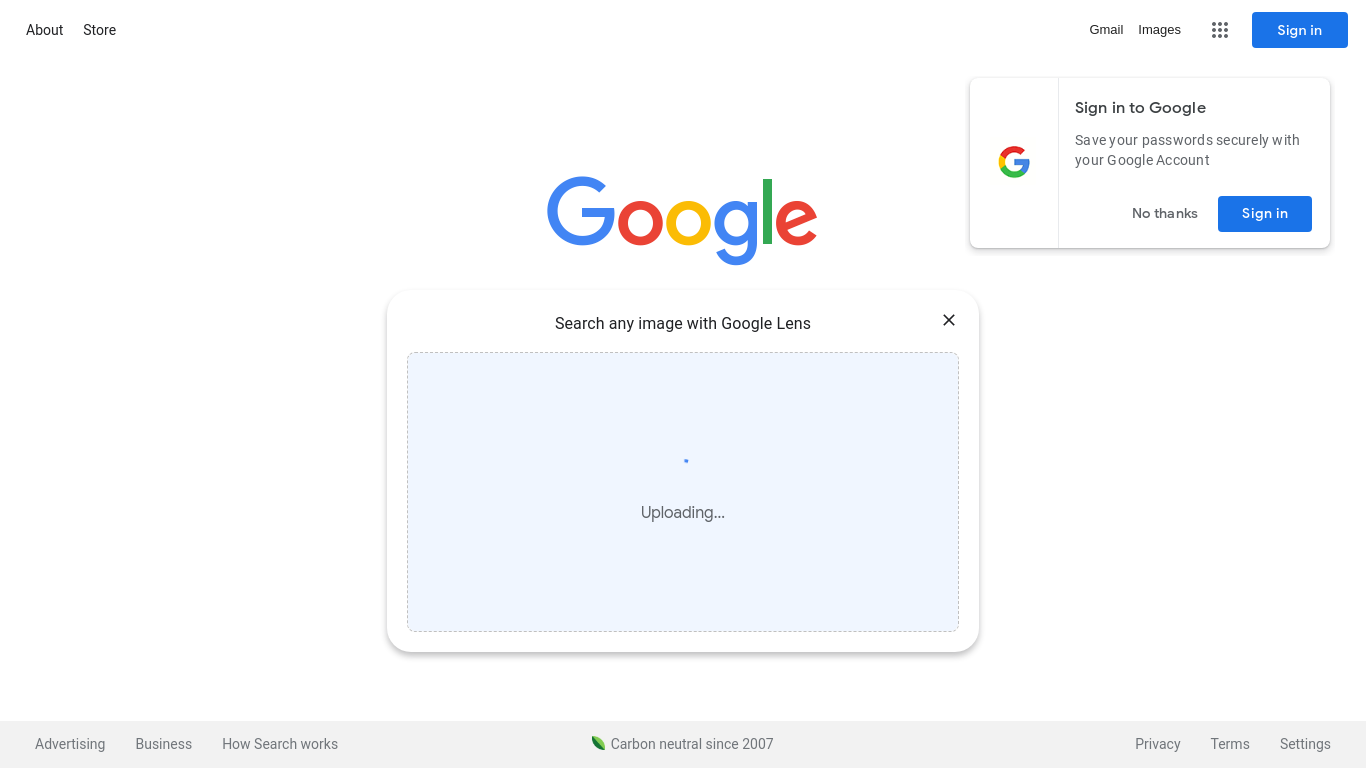 About Store
Gmail Images Sign in
Sign in to Google
Save your passwords securely with
your Google Account
No thanks Sign in
Google
Search any image with Google Lens
Uploading...
Advertising Business How Search works
Carbon neutral since 2007
Privacy Terms Settings